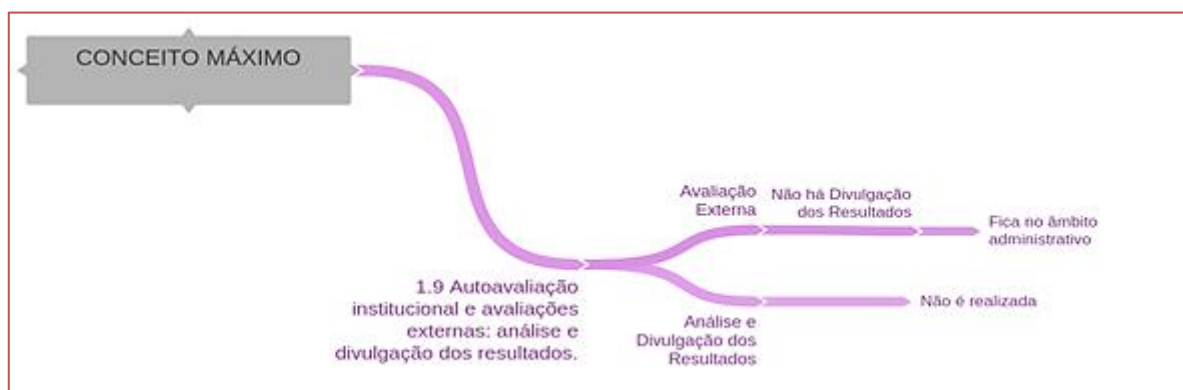 CONCEITO MÁXIMO
1.9 Autoavaliação
institucional e avaliações
externas: análise e
divulgação dos resultados.
Avaliação
Externa
Não há Divulgação
dos Resultados
Fica no âmbito
administrativo
Análise e
Divulgação dos
Resultados
Não é realizada